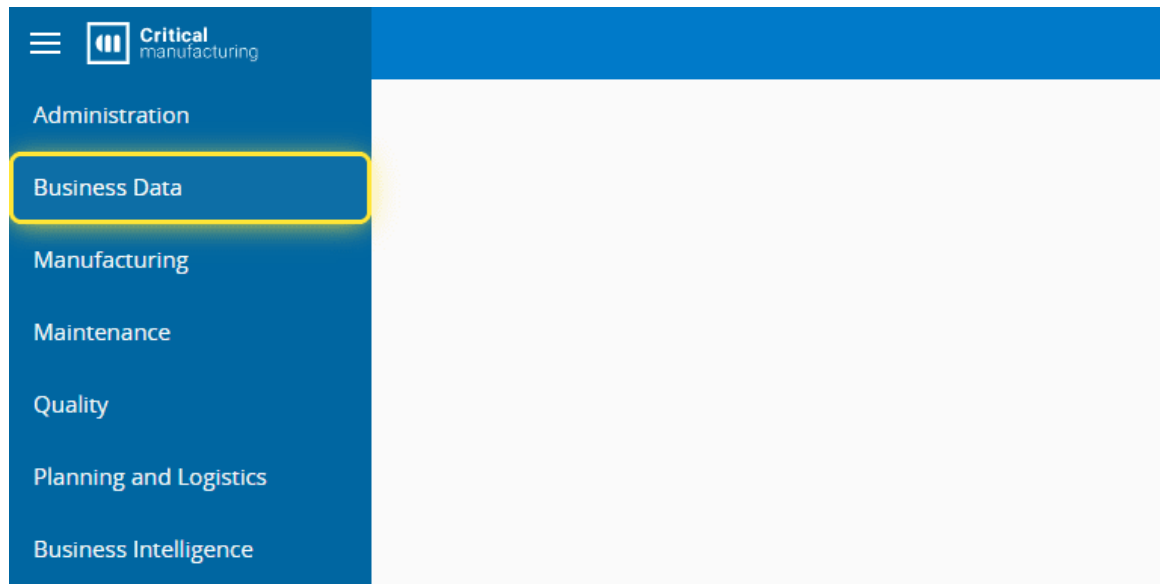 Critical
manufacturing
Administration
Business Data
Manufacturing
Maintenance
Quality
Planning and Logistics
Business Intelligence